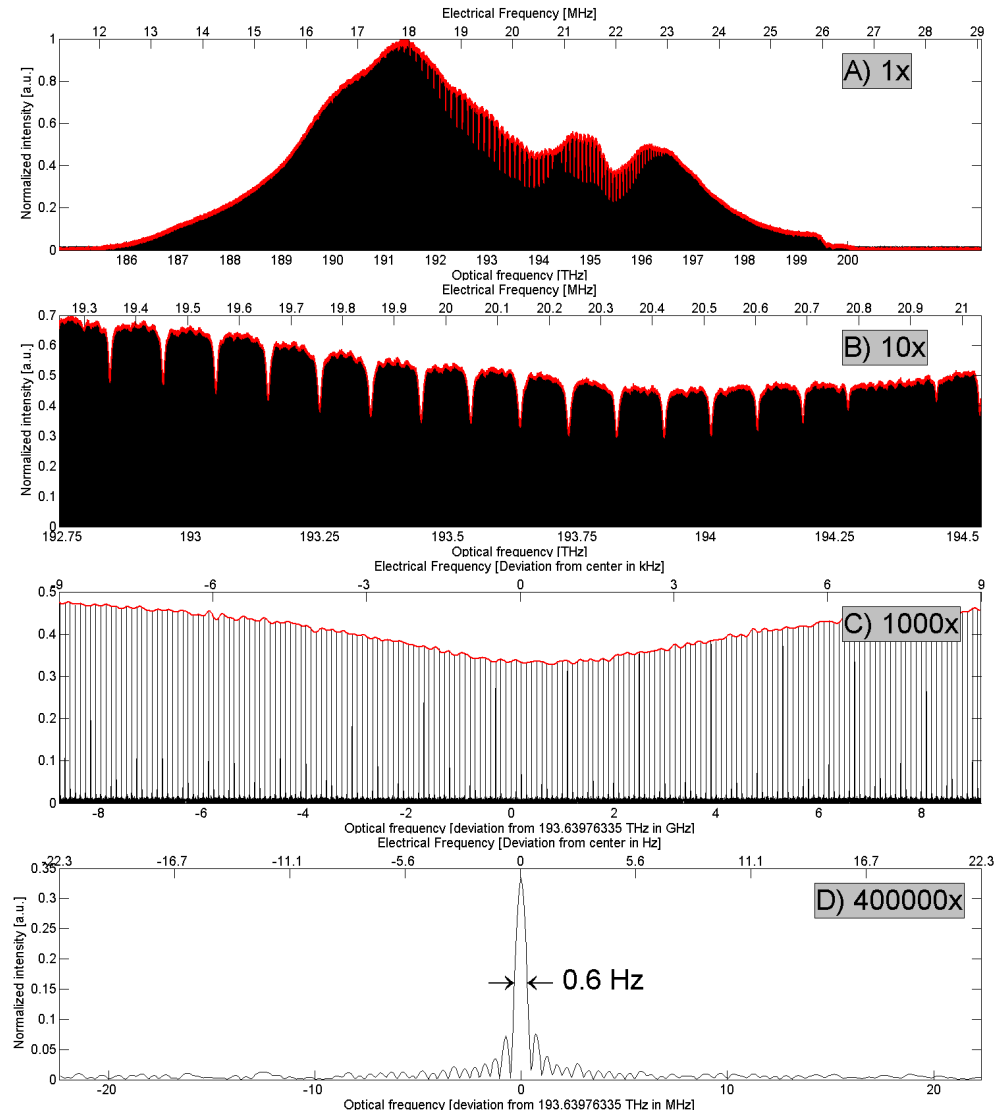 Electrical Frequency [MHz]
12 13 14 15 16 17 18 19 20 21 22 23 24 25 26 27 28 29
1
0.8
0.6
0.4
0.2
0
Normalized intensity [a.u.]
A) 1x
186 187 188 189 190 191 192 193 194 195 196 197 198 199 200
Optical frequency [THz]
Electrical Frequency [MHz]
19.3 19.4 19.5 19.6 19.7 19.8 19.9 20 20.1 20.2 20.3 20.4 20.5 20.6 20.7 20.8 20.9 21
0.7
0.6
0.5
0.4
0.3
0.2
0.1
0
Normalized intensity [a.u.]
B) 10x
192.75 193 193.25 193.5 193.75 194 194.25 194.5
Optical frequency [THz]
Electrical Frequency [Deviation from center in kHz]
-9 -6 -3 0 3 6 9
0.5
0.4
0.3
0.2
0.1
0
Normalized intensity [a.u.]
C) 1000x
-8 -6 -4 -2 0 2 4 6 8
Optical frequency [deviation from 193.63976335 THz in GHz]
Electrical Frequency [Deviation from center in Hz]
-22.3 -16.7 -11.1 -5.6 0 5.6 11.1 16.7 22.3
0.35
0.3
0.25
0.2
0.15
0.1
0.05
0
Normalized intensity [a.u.]
D) 400000x
0.6 Hz
-20 -10 0 10 20
Optical frequency [deviation from 193.63976335 THz in MHz]